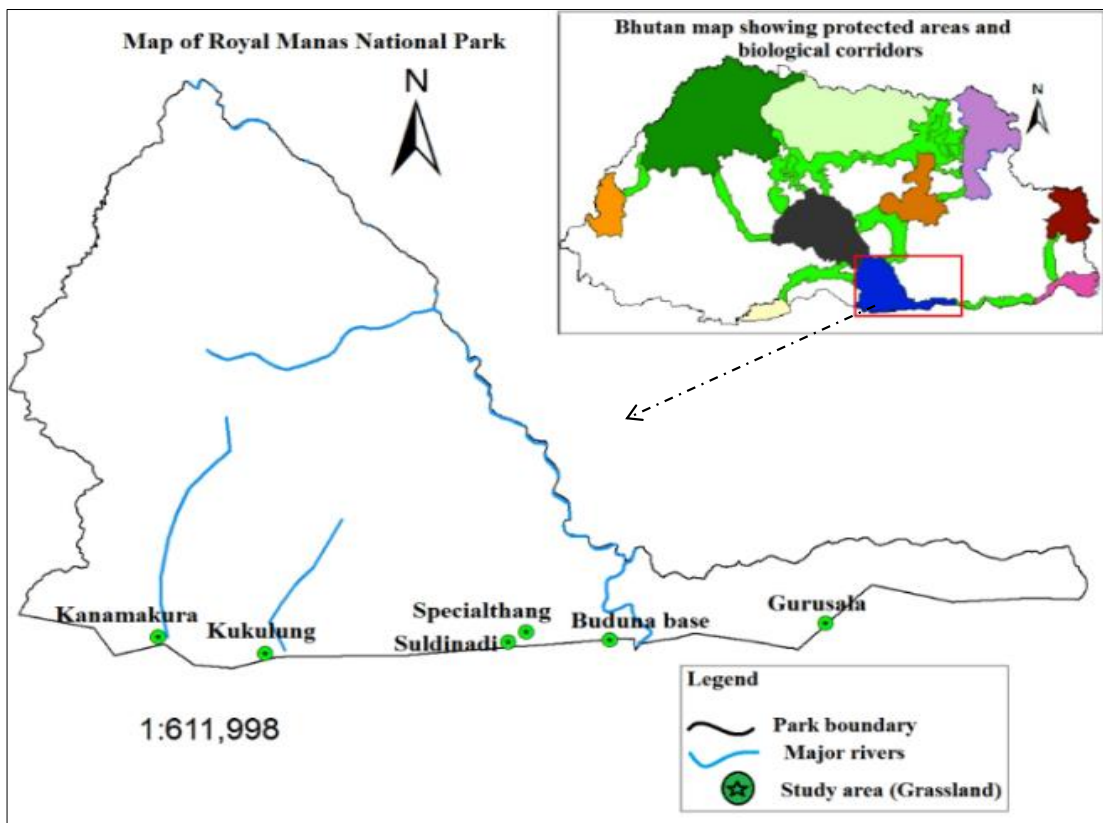 Map of Royal Manas National Park
N
Bhutan map showing protected areas and
biological corridors
N
Kanamakura
Kukulung
Specialthang
Suldinadi
Buduna base
Gurusala
1:611,998
Legend
Park boundary
Major rivers
Study area (Grassland)